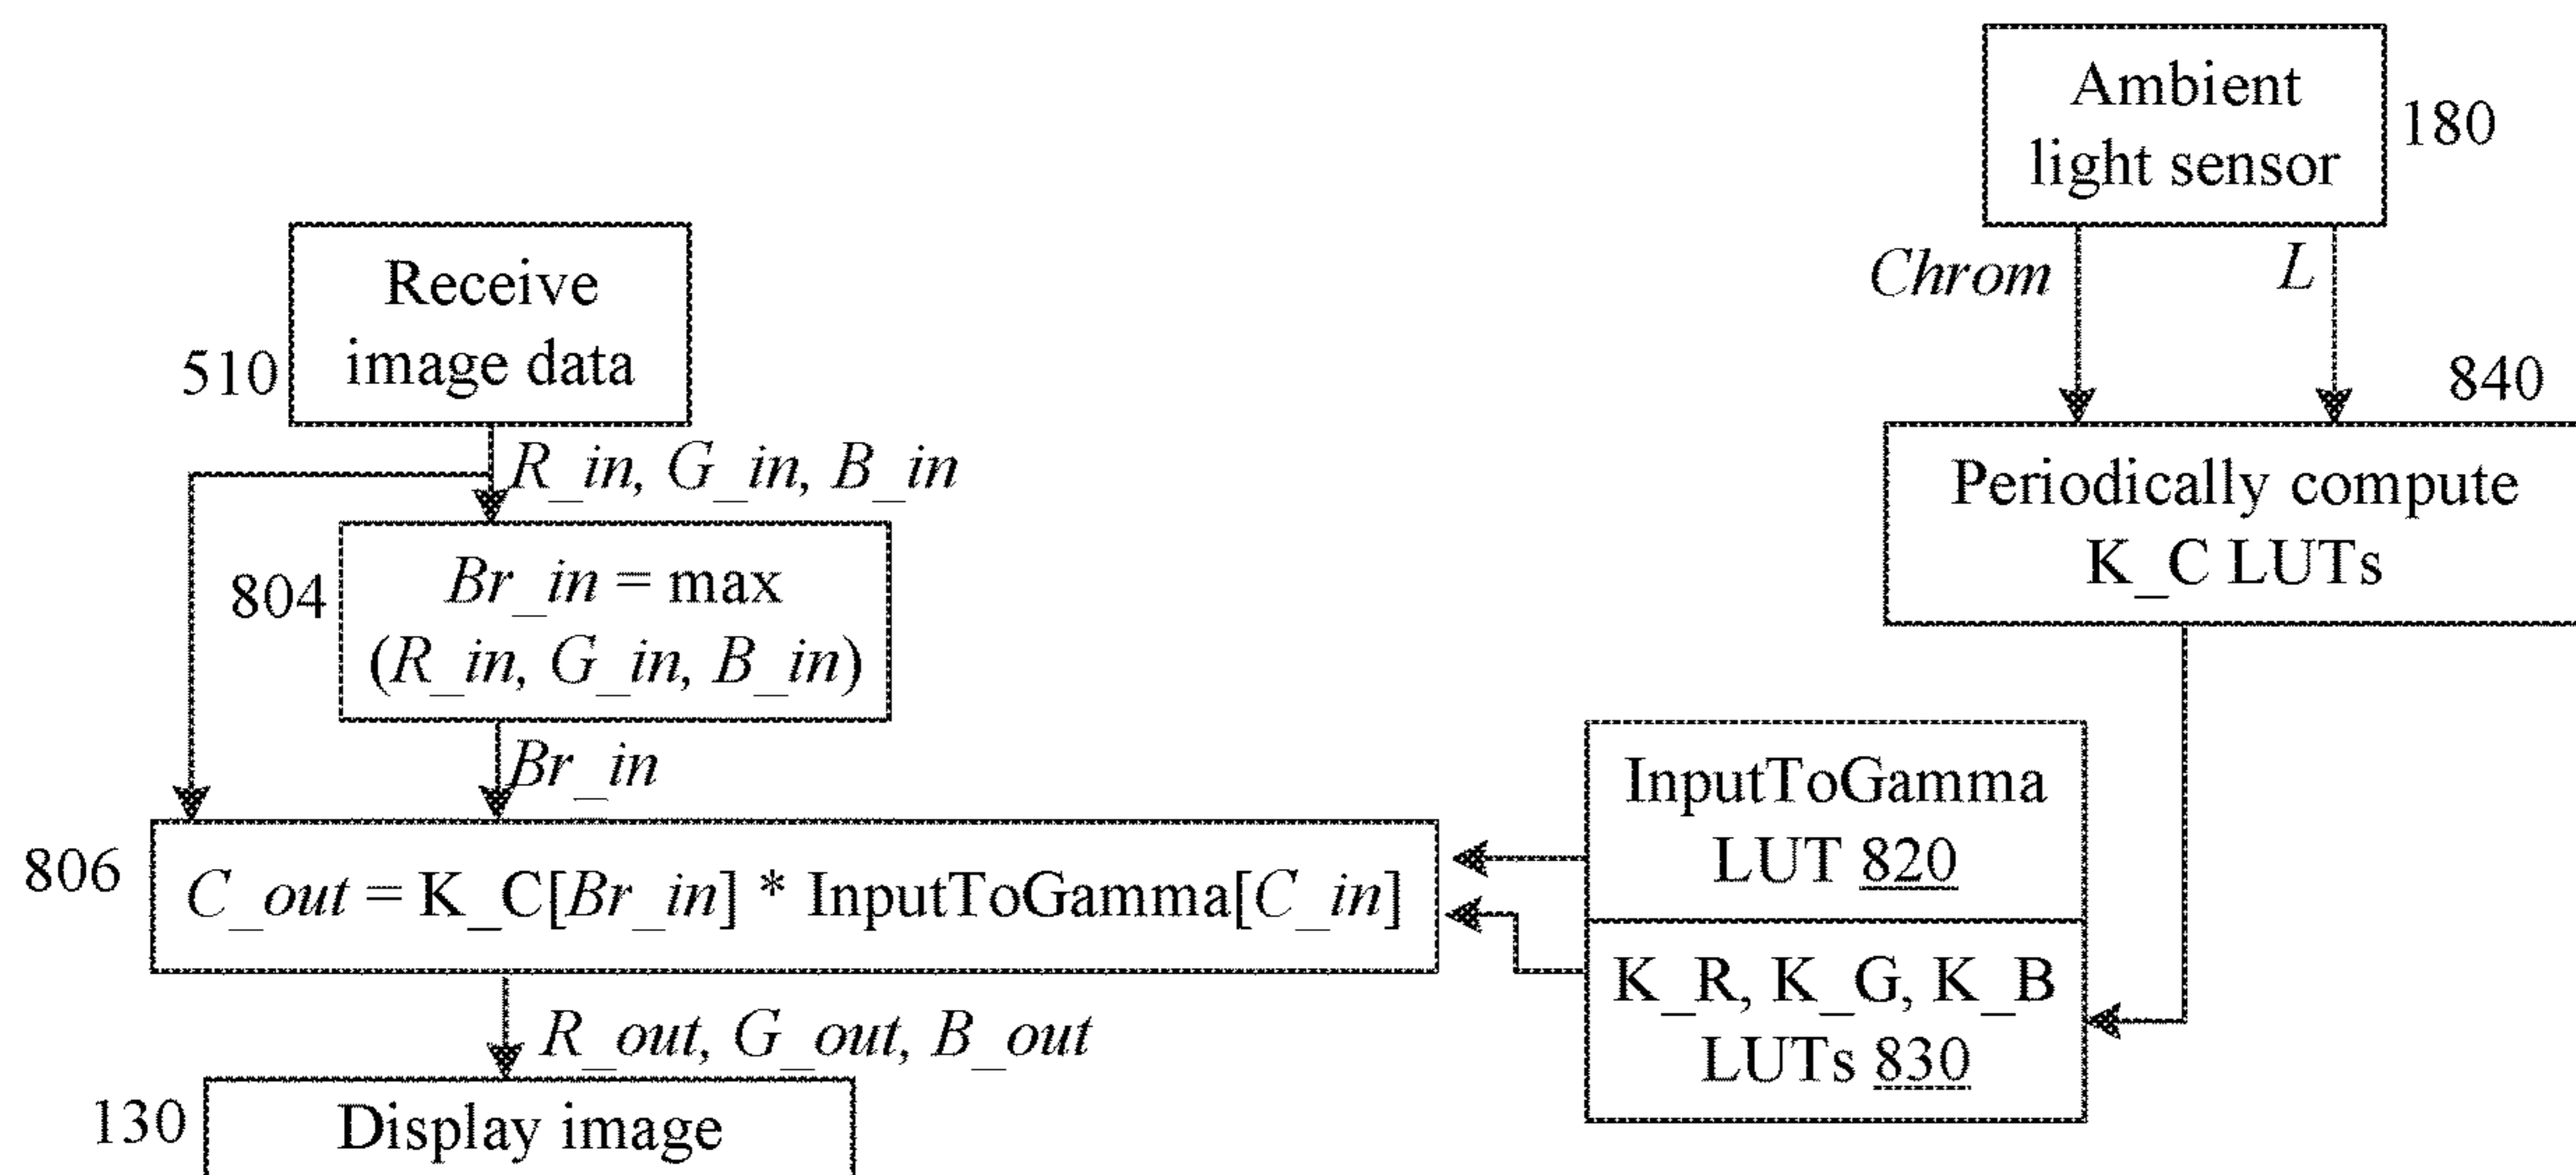 Ambient
light sensor
180
Chrom
L
Receive
image data
510
840
Periodically compute
K_C LUTs
R_in, G_in, B_in
804
Br_in = max
(R_in, G_in, B_in)
Br_in
InputToGamma
LUT 820
806
C_out = K_C[Br_in] * InputToGamma[C_in]
K_R, K_G, K_B
LUTs 830
R_out, G_out, B_out
130
Display image